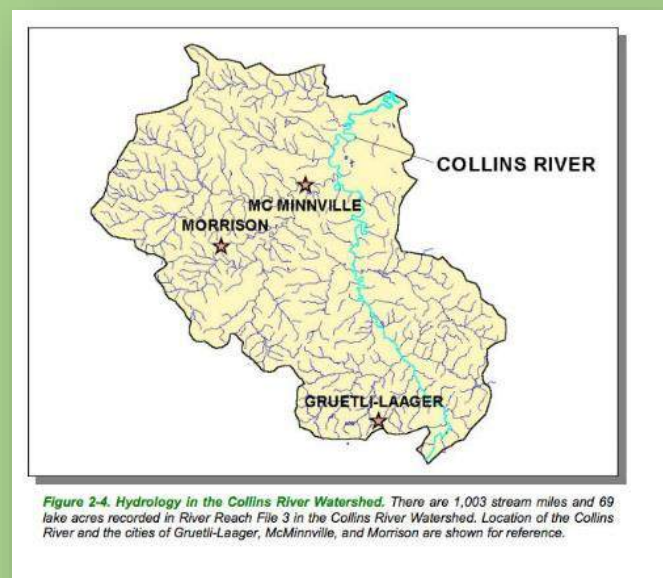 COLLINS RIVER
MC MINNVILLE
MORRISON
GRUETLI-LAAGER
Figure 2-4. Hydrology in the Collins River Watershed. There are 1,003 stream miles and 69
lake acres recorded in River Reach File 3 in the Collins River Watershed. Location of the Collins
River and the cities of Gruetli-Laager, McMinnville, and Morrison are shown for reference.